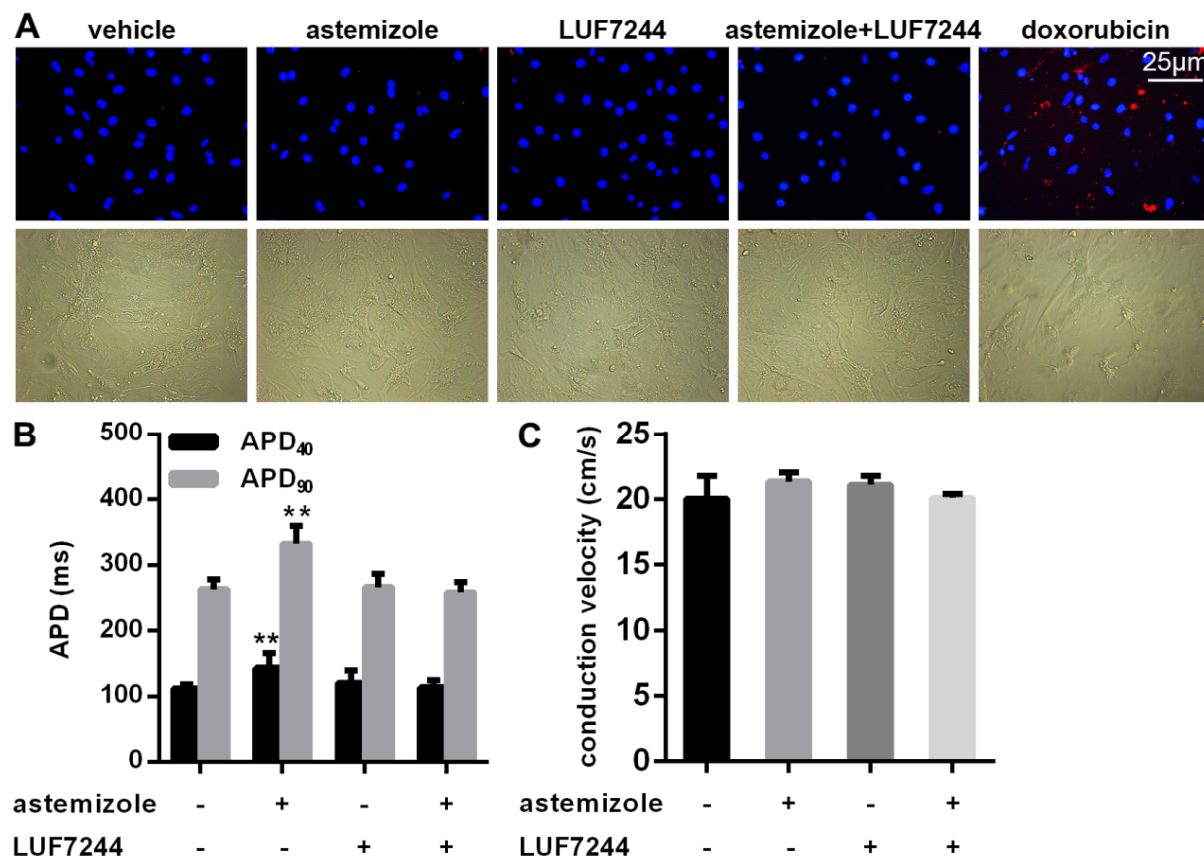 A
vehicle
astemizole
LUF7244
astemizole+LUF7244
doxorubicin
25µm
B
500
400
300
200
100
0
APD (ms)
APD40
APD90
**
**
astemizole - + - +
LUF7244 - - + +
C
25
20
15
10
5
0
conduction velocity (cm/s)
astemizole - + - +
LUF7244 - - + +